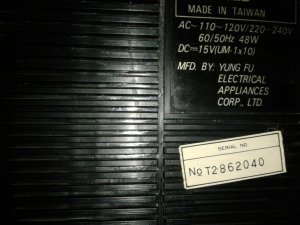 MADE IN TAIWAN
AC~110~120V/220~240V
60/50Hz 48W
DC⎓15V(UM-1x10)
MFD. BY: YUNG FU
ELECTRICAL
APPLIANCES
CORP., LTD.
SERIAL NO.
No T2862040